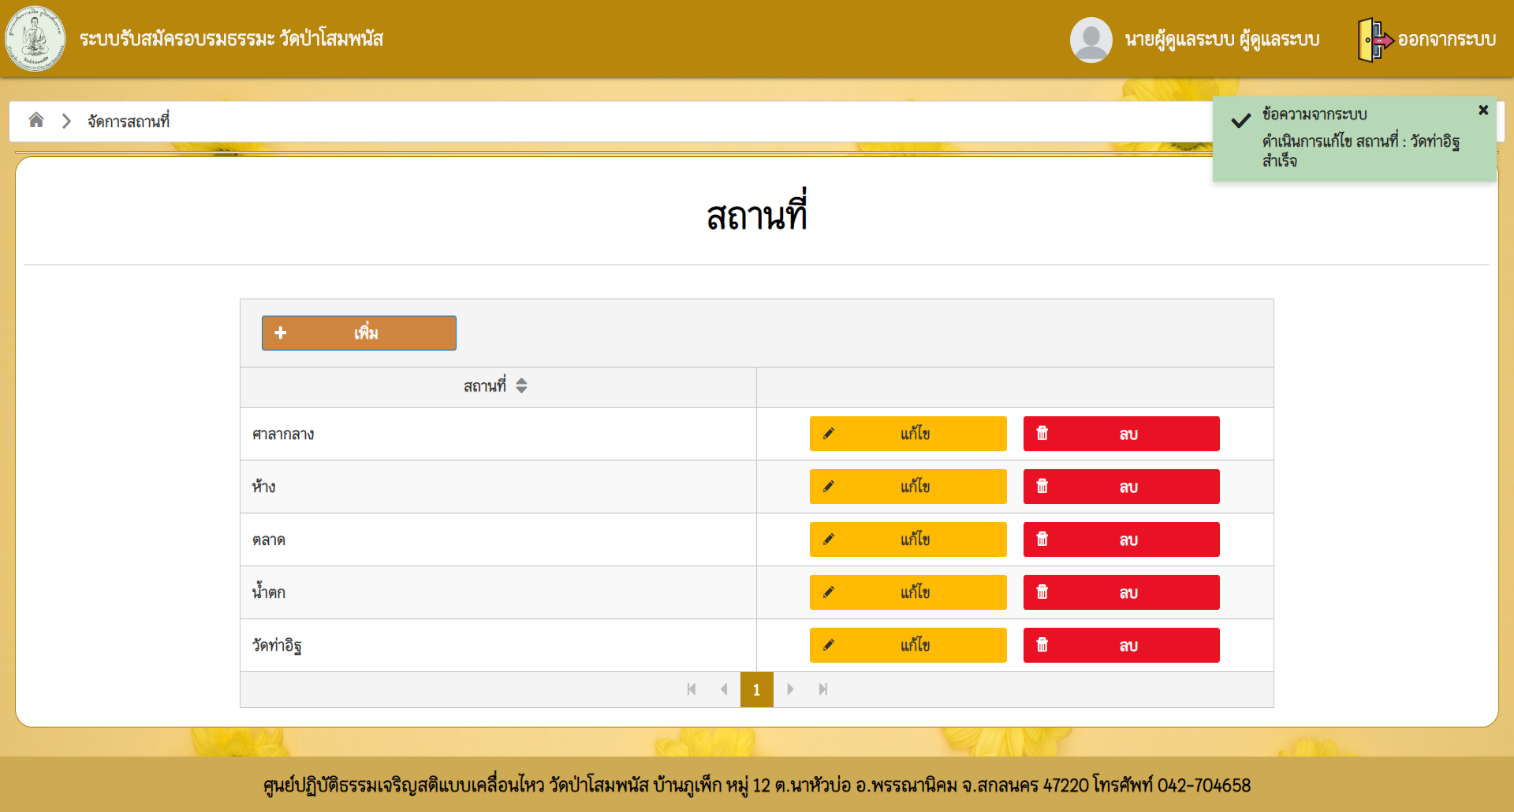 ระบบรับสมัครอบรมธรรมะ วัดป่าโสมพนัส
นายผู้ดูแลระบบ ผู้ดูแลระบบ
ออกจากระบบ
จัดการสถานที่
ข้อความจากระบบ
ดำเนินการแก้ไข สถานที่ : วัดท่าอิฐ
สำเร็จ
สถานที่
เพิ่ม
สถานที่
ศาลากลาง แก้ไข ลบ
ห้าง แก้ไข ลบ
ตลาด แก้ไข ลบ
น้ำตก แก้ไข ลบ
วัดท่าอิฐ แก้ไข ลบ
1
ศูนย์ปฏิบัติธรรมเจริญสติแบบเคลื่อนไหว วัดป่าโสมพนัส บ้านภูเพ็ก หมู่ 12 ต.นาหัวบ่อ อ.พรรณานิคม จ.สกลนคร 47220 โทรศัพท์ 042-704658